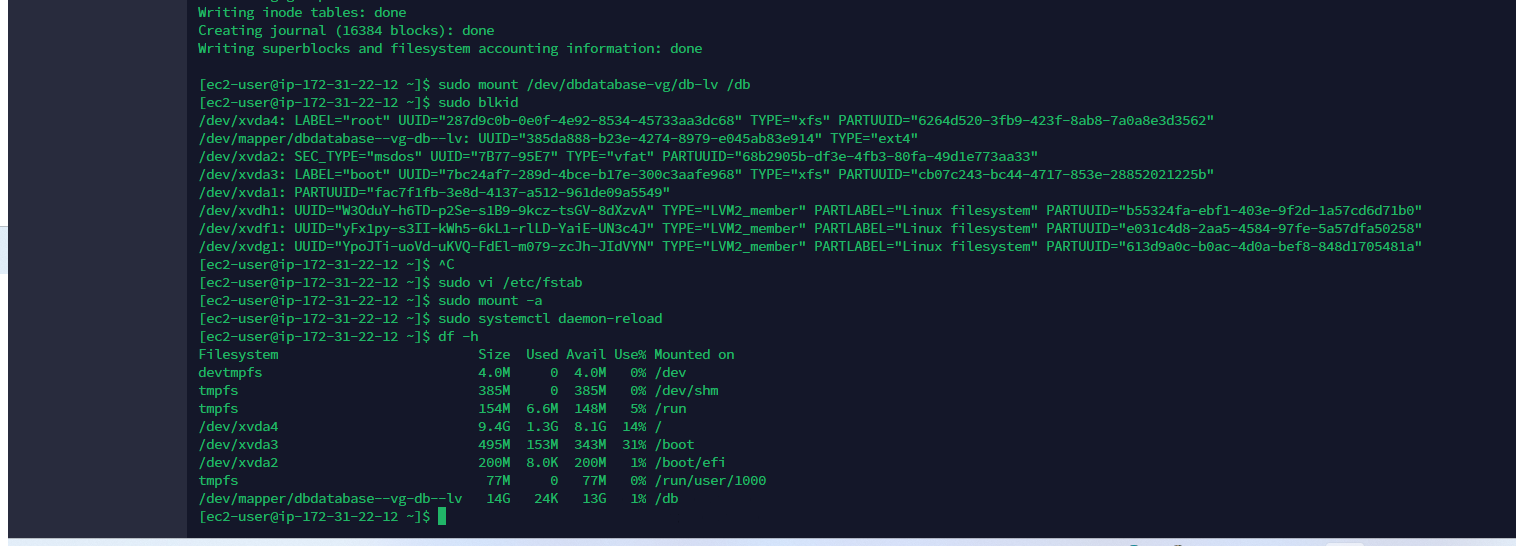 Writing inode tables: done
Creating journal (16384 blocks): done
Writing superblocks and filesystem accounting information: done
[ec2-user@ip-172-31-22-12 ~]$ sudo mount /dev/dbdatabase-vg/db-lv /db
[ec2-user@ip-172-31-22-12 ~]$ sudo blkid
/dev/xvda4: LABEL="root" UUID="287d9c0b-0e0f-4e92-8534-45733aa3dc68" TYPE="xfs" PARTUUID="6264d520-3fb9-423f-8ab8-7a0a8e3d3562"
/dev/mapper/dbdatabase--vg-db--lv: UUID="385da888-b23e-4274-8979-e045ab83e914" TYPE="ext4"
/dev/xvda2: SEC_TYPE="msdos" UUID="7B77-95E7" TYPE="vfat" PARTUUID="68b2905b-df3e-4fb3-80fa-49d1e773aa33"
/dev/xvda3: LABEL="boot" UUID="7bc24af7-289d-4bce-b17e-300c3aafe968" TYPE="xfs" PARTUUID="cb07c243-bc44-4717-853e-28852021225b"
/dev/xvda1: PARTUUID="fac7f1fb-3e8d-4137-a512-961de09a5549"
/dev/xvdh1: UUID="W3OduY-h6TD-p2Se-s1B9-9kcz-tsGV-8dXzvA" TYPE="LVM2_member" PARTLABEL="Linux filesystem" PARTUUID="b55324fa-ebf1-403e-9f2d-1a57cd6d71b0"
/dev/xvdf1: UUID="yFx1py-s3II-kWh5-6kL1-rlLD-YaiE-UN3c4J" TYPE="LVM2_member" PARTLABEL="Linux filesystem" PARTUUID="e031c4d8-2aa5-4584-97fe-5a57dfa50258"
/dev/xvdg1: UUID="YpoJTi-uoVd-uKVQ-FdEl-m079-zcJh-JIdVYN" TYPE="LVM2_member" PARTLABEL="Linux filesystem" PARTUUID="613d9a0c-b0ac-4d0a-bef8-848d1705481a"
[ec2-user@ip-172-31-22-12 ~]$ ^C
[ec2-user@ip-172-31-22-12 ~]$ sudo vi /etc/fstab
[ec2-user@ip-172-31-22-12 ~]$ sudo mount -a
[ec2-user@ip-172-31-22-12 ~]$ sudo systemctl daemon-reload
[ec2-user@ip-172-31-22-12 ~]$ df -h
Filesystem Size Used Avail Use% Mounted on
devtmpfs 4.0M 0 4.0M 0% /dev
tmpfs 385M 0 385M 0% /dev/shm
tmpfs 154M 6.6M 148M 5% /run
/dev/xvda4 9.4G 1.3G 8.1G 14% /
/dev/xvda3 495M 153M 343M 31% /boot
/dev/xvda2 200M 8.0K 200M 1% /boot/efi
tmpfs 77M 0 77M 0% /run/user/1000
/dev/mapper/dbdatabase--vg-db--lv 14G 24K 13G 1% /db
[ec2-user@ip-172-31-22-12 ~]$